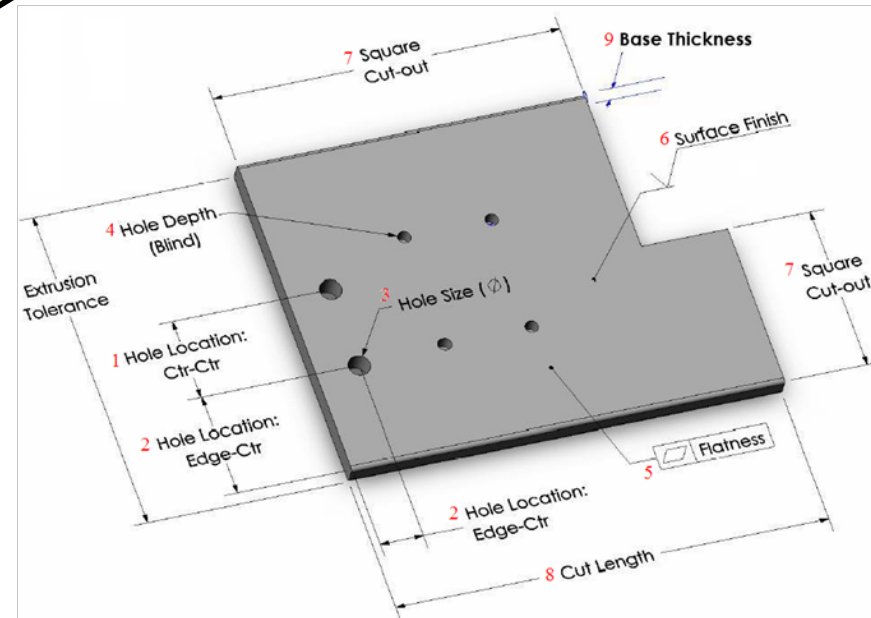 7 Square
Cut-out
9 Base Thickness
6 Surface Finish
4 Hole Depth
(Blind)
Extrusion
Tolerance
3 Hole Size (∅)
7 Square
Cut-out
1 Hole Location:
Ctr-Ctr
2 Hole Location:
Edge-Ctr
5 Flatness
2 Hole Location:
Edge-Ctr
8 Cut Length